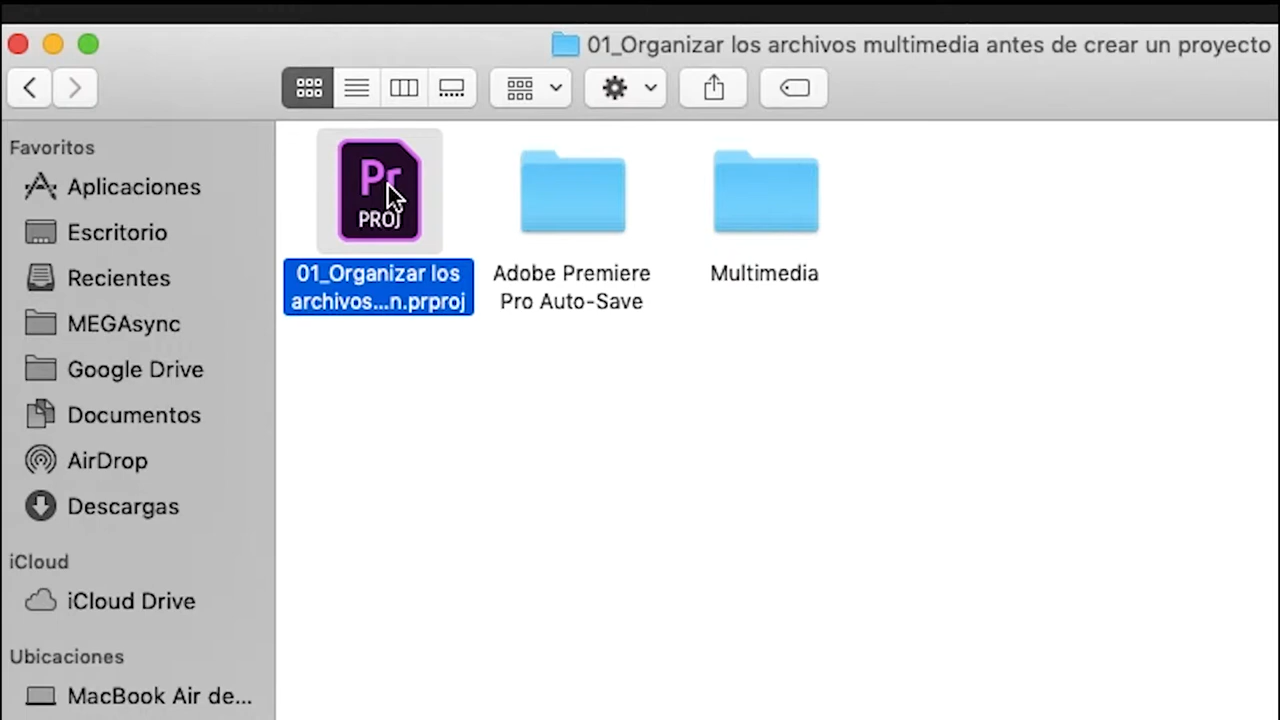 01_Organizar los archivos multimedia antes de crear un proyecto
Favoritos
Aplicaciones
Escritorio
Recientes
MEGAsync
Google Drive
Documentos
AirDrop
Descargas
iCloud
iCloud Drive
Ubicaciones
MacBook Air de...
Pr
PROJ
01_Organizar los
archivos...n.prproj
Adobe Premiere
Pro Auto-Save
Multimedia